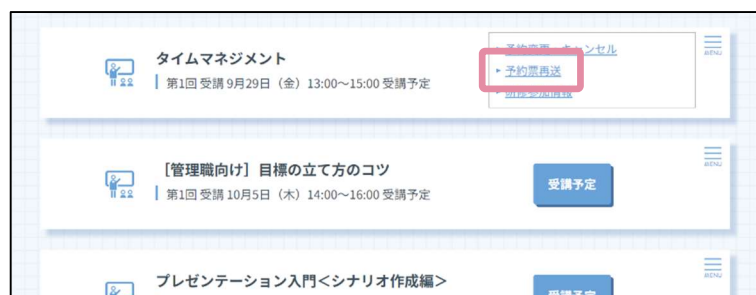 タイムマネジメント
第1回 受講 9月29日（金）13:00～15:00 受講予定
予約変更・キャンセル
▸ 予約票再送
MENU
［管理職向け］目標の立て方のコツ
第1回 受講 10月5日（木）14:00～16:00 受講予定
受講予定
MENU
プレゼンテーション入門＜シナリオ作成編＞
受講予定
MENU